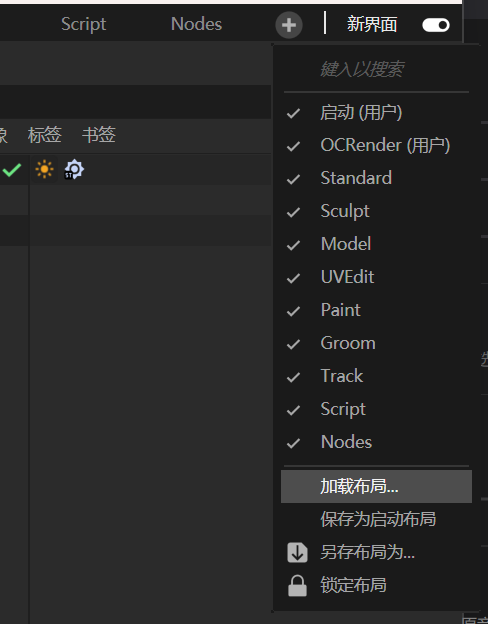 Script Nodes 新界面
键入以搜索
标签 书签
启动 (用户)
OCRender (用户)
Standard
Sculpt
Model
UVEdit
Paint
Groom
Track
Script
Nodes
加载布局...
保存为启动布局
另存布局为...
锁定布局